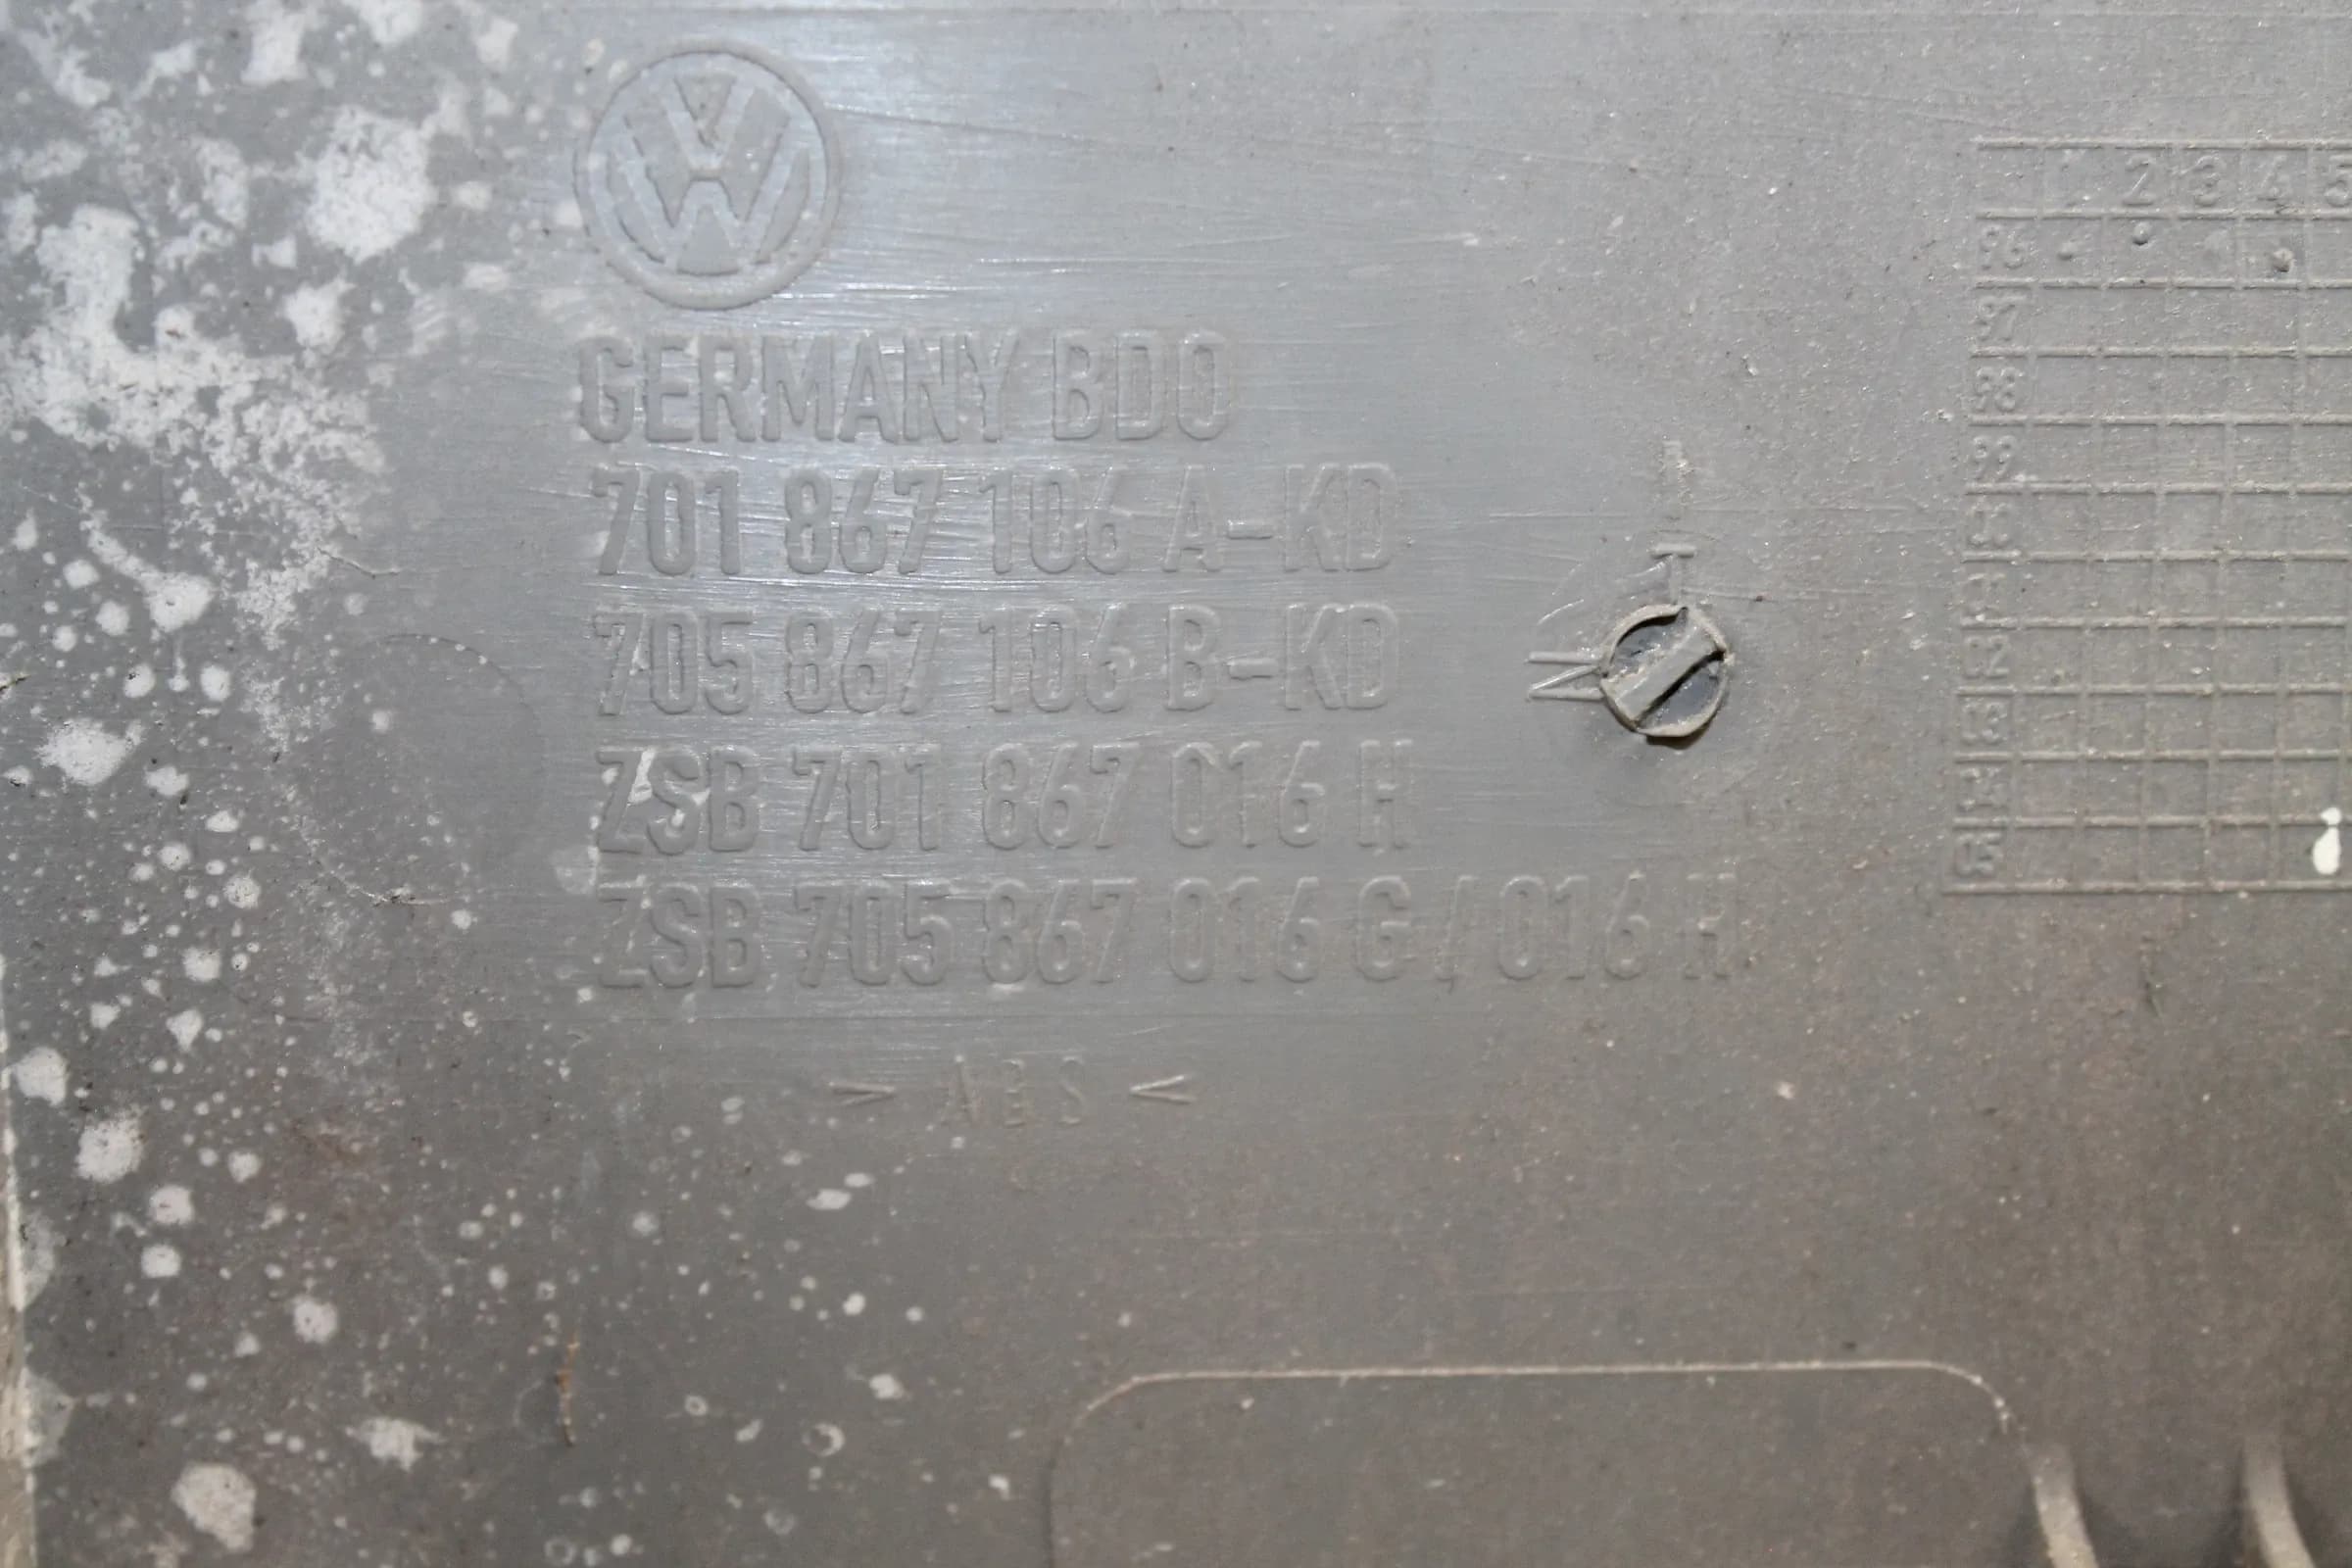 GERMANY BDO
701 867 106 A-KD
705 867 106 B-KD
ZSB 701 867 016 H
ZSB 705 867 016 G / 016 H
> ABS <
1 2 3 4 5
96
97
98
99
00
01
02
03
04
05